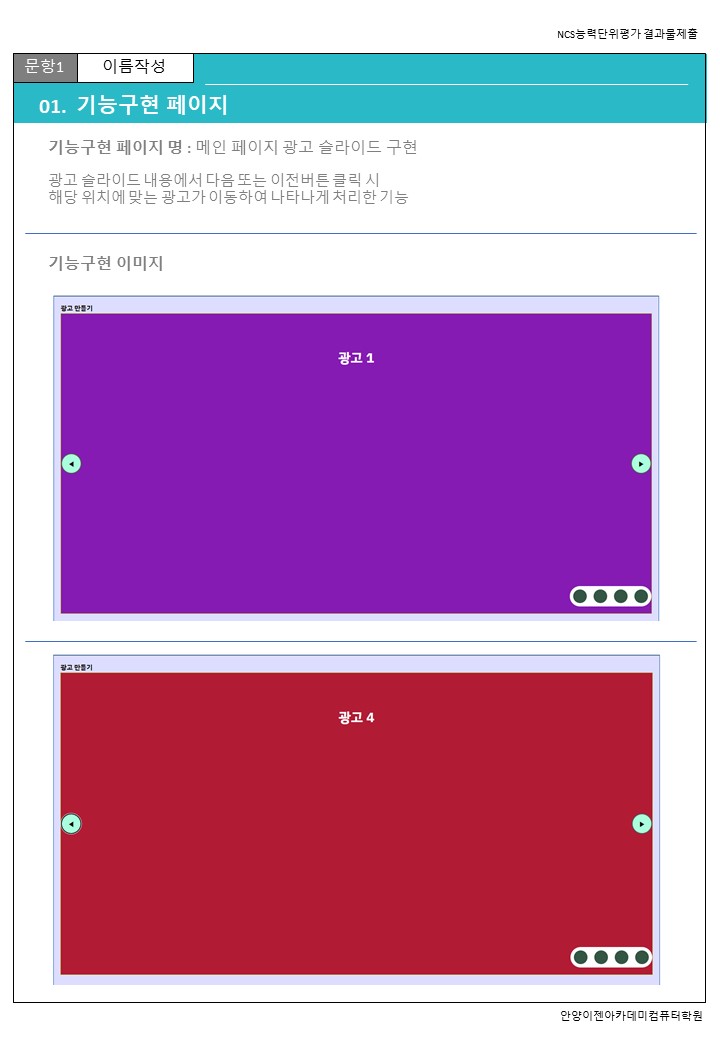 NCS능력단위평가 결과물제출
문항1 이름작성
01. 기능구현 페이지
기능구현 페이지 명 : 메인 페이지 광고 슬라이드 구현
광고 슬라이드 내용에서 다음 또는 이전버튼 클릭 시
해당 위치에 맞는 광고가 이동하여 나타나게 처리한 기능
기능구현 이미지
광고 만들기
광고 1
광고 만들기
광고 4
안양이젠아카데미컴퓨터학원